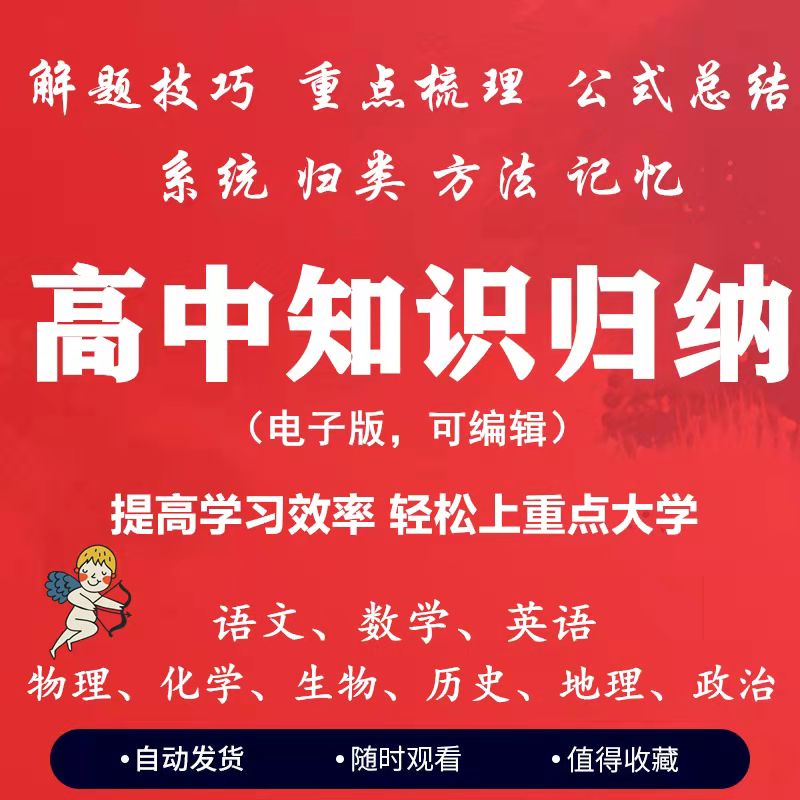 解题技巧 重点梳理 公式总结
系统 归类 方法 记忆
高中知识归纳
（电子版，可编辑）
提高学习效率 轻松上重点大学
语文、数学、英语
物理、化学、生物、历史、地理、政治
•自动发货 •随时观看 •值得收藏